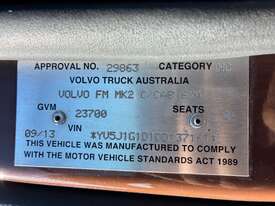 APPROVAL NO. 29863 CATEGORY
VOLVO TRUCK AUSTRALIA
VOLVO FM MK2
GVM SEATS
23700
VIN
09/13
THIS VEHICLE WAS MANUFACTURED TO COMPLY
WITH THE MOTOR VEHICLE STANDARDS ACT 1989